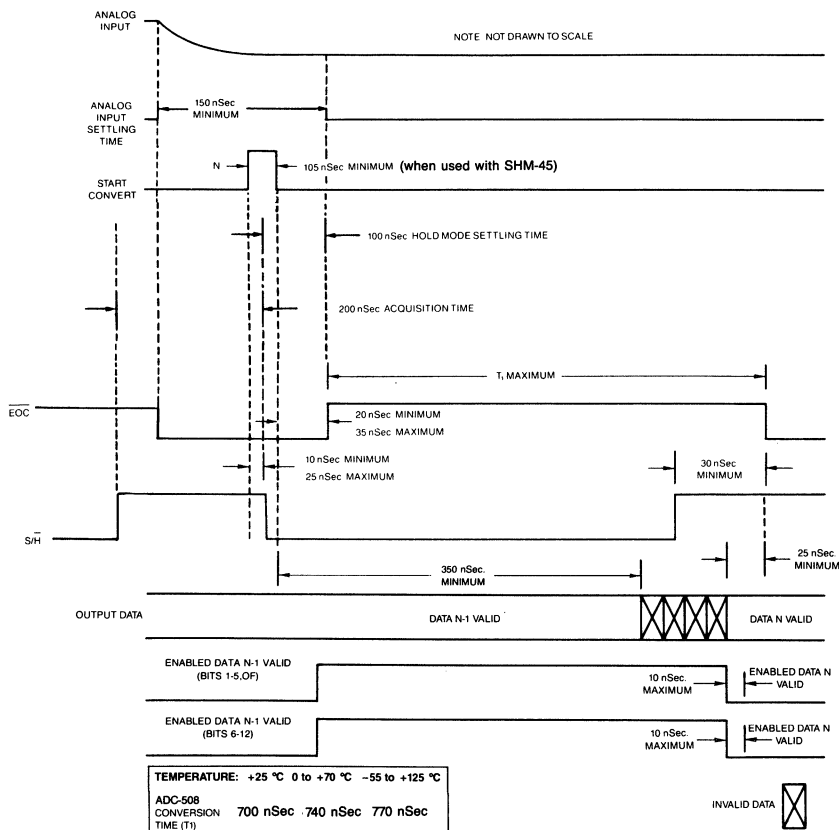 ANALOG
INPUT
NOTE NOT DRAWN TO SCALE
ANALOG
INPUT
SETTLING
TIME
150 nSec
MINIMUM
N
105 nSec MINIMUM (when used with SHM-45)
START
CONVERT
100 nSec HOLD MODE SETTLING TIME
200 nSec ACQUISITION TIME
T₁ MAXIMUM
EOC
20 nSec MINIMUM
35 nSec MAXIMUM
10 nSec MINIMUM
25 nSec MAXIMUM
30 nSec
MINIMUM
S/H
350 nSec.
MINIMUM
25 nSec.
MINIMUM
OUTPUT DATA
DATA N-1 VALID
DATA N VALID
ENABLED DATA N-1 VALID
(BITS 1-5,OF)
10 nSec.
MAXIMUM
ENABLED DATA N
VALID
ENABLED DATA N-1 VALID
(BITS 6-12)
10 nSec.
MAXIMUM
ENABLED DATA N
VALID
TEMPERATURE: +25 °C 0 to +70 °C -55 to +125 °C
ADC-508
CONVERSION 700 nSec 740 nSec 770 nSec
TIME (T1)
INVALID DATA